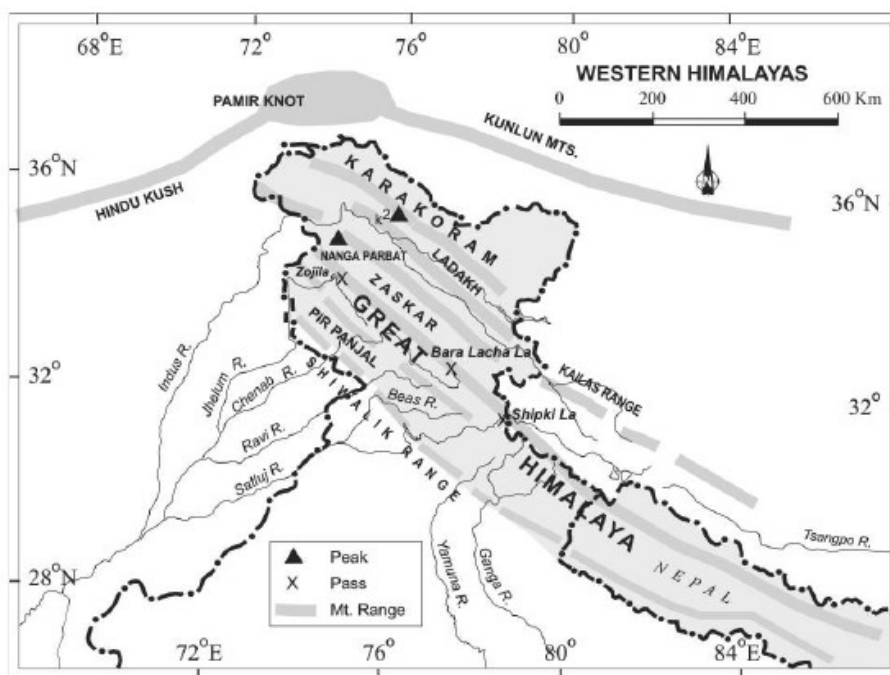 68°E 72° 76° 80° 84°E
WESTERN HIMALAYAS
0 200 400 600 Km
PAMIR KNOT
KUNLUN MTS.
N
36°N
36°N
HINDU KUSH
KARAKORAM
K2
NANGA PARBAT
LADAKH
Zojila
ZASKAR
GREAT
PIR PANJAL
Bara Lacha La
Indus R.
Jhelum R.
Chenab R.
32°
32°
KAILAS RANGE
SHIWALIK RANGE
Beas R.
Shipki La
Ravi R.
Satluj R.
HIMALAYA
Tsangpo R.
Yamuna R.
Ganga R.
NEPAL
28°N
28°N
Peak
X Pass
Mt. Range
72° 76° 80° 84°E